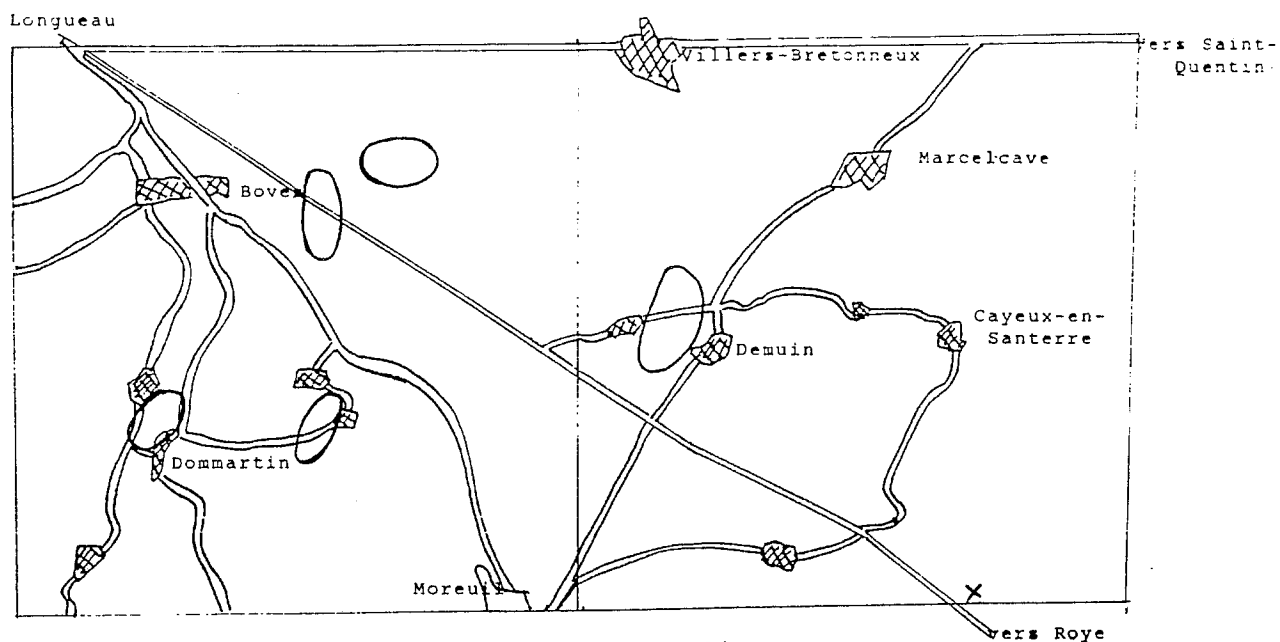 Longueau
Villers-Bretonneux
vers Saint-
Quentin
Marcelcave
Boves
Cayeux-en-
Santerre
Demuin
Dommartin
Moreuil
vers Roye